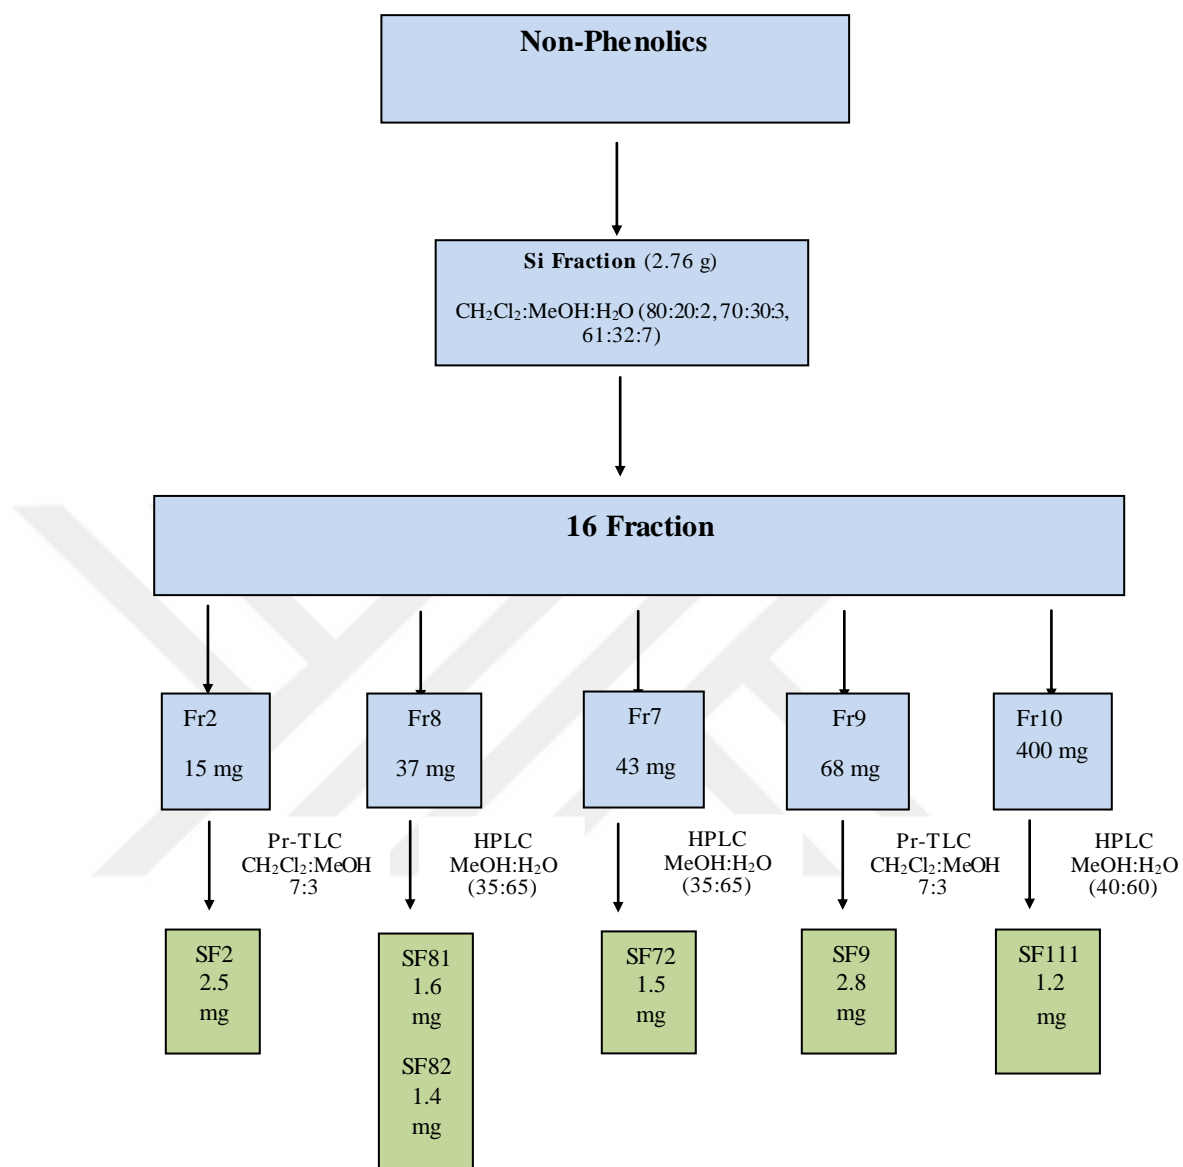 Non-Phenolics
Si Fraction (2.76 g)
CH₂Cl₂:MeOH:H₂O (80:20:2, 70:30:3,
61:32:7)
16 Fraction
Fr2
15 mg
Fr8
37 mg
Fr7
43 mg
Fr9
68 mg
Fr10
400 mg
Pr-TLC
CH₂Cl₂:MeOH
7:3
HPLC
MeOH:H₂O
(35:65)
HPLC
MeOH:H₂O
(35:65)
Pr-TLC
CH₂Cl₂:MeOH
7:3
HPLC
MeOH:H₂O
(40:60)
SF2
2.5
mg
SF81
1.6
mg
SF82
1.4
mg
SF72
1.5
mg
SF9
2.8
mg
SF111
1.2
mg